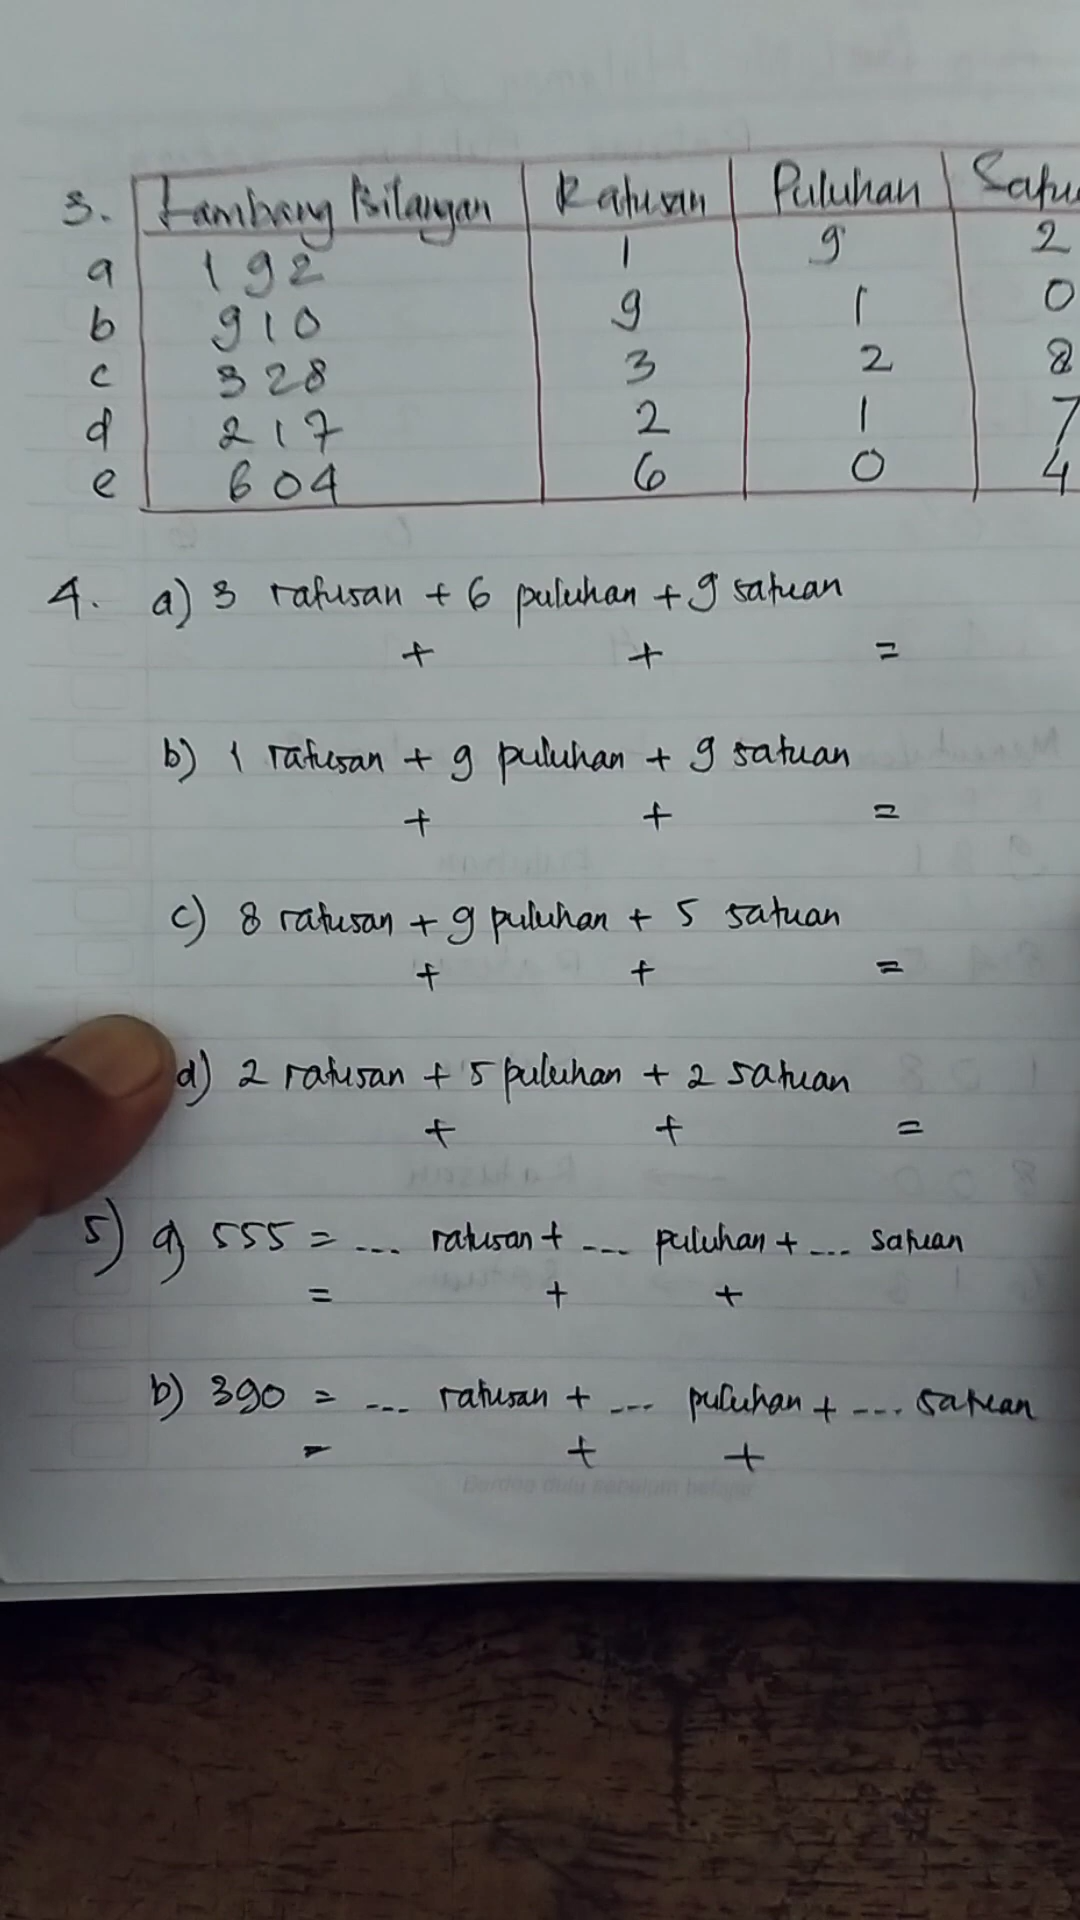 3. Lambang Bilangan Ratusan Puluhan Satu
a 192 1 9 2
b 910 9 1 0
c 328 3 2 8
d 217 2 1 7
e 604 6 0 4
4. a) 3 ratusan + 6 puluhan + 9 satuan
+ + =
b) 1 ratusan + 9 puluhan + 9 satuan
+ + =
c) 8 ratusan + 9 puluhan + 5 satuan
+ + =
d) 2 ratusan + 5 puluhan + 2 satuan
+ + =
5) a) 555 = ... ratusan + ... puluhan + ... satuan
= + +
b) 390 = ... ratusan + ... puluhan + ... satuan
= + +